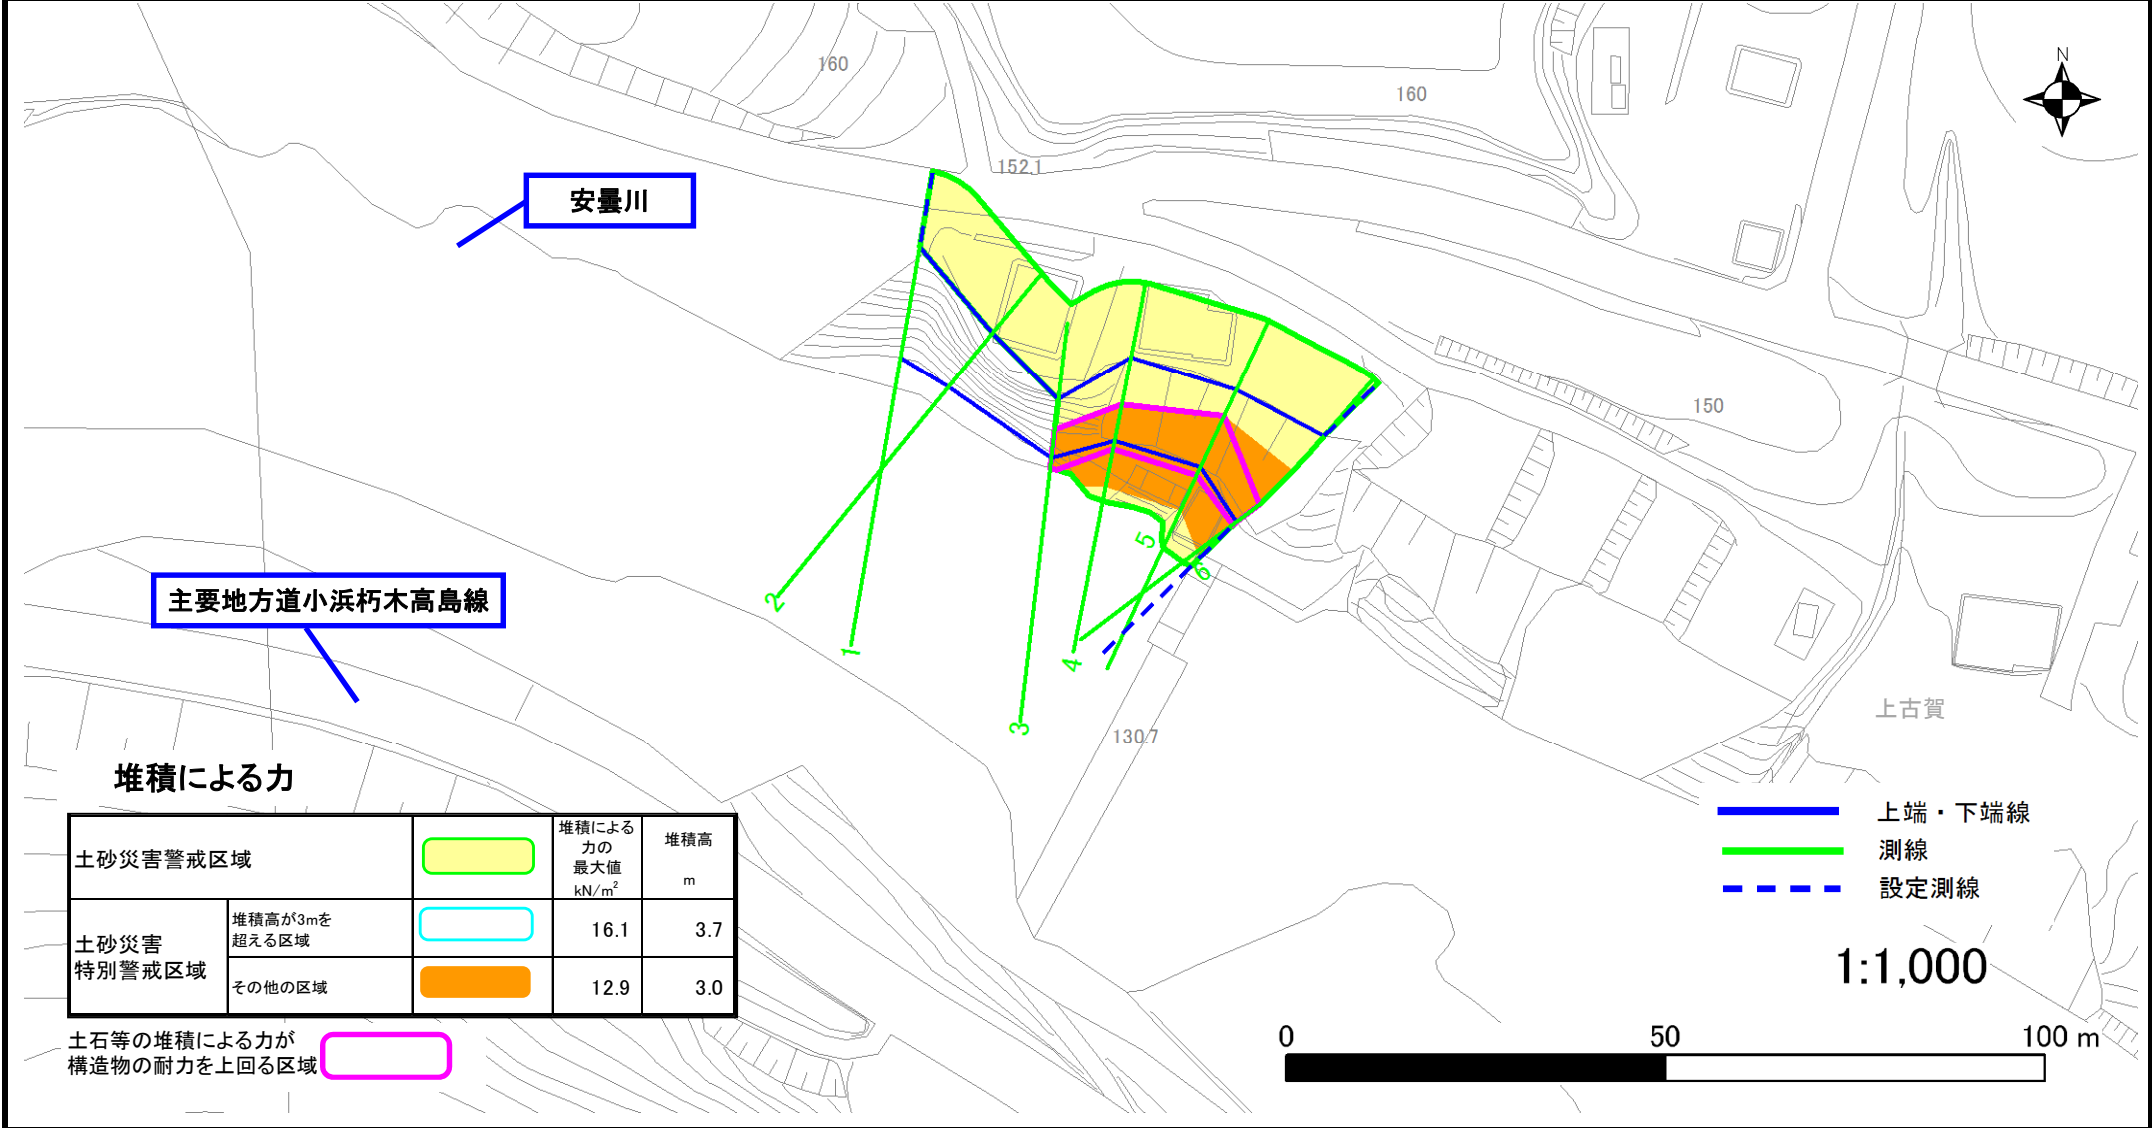 160
160
N
152.1
安曇川
150
5
6
主要地方道小浜朽木高島線
2
1
4
3
130.7
上古賀
堆積による力
土砂災害警戒区域
堆積による
力の
最大値
kN/m²
堆積高
m
土砂災害
特別警戒区域
堆積高が3mを
超える区域
16.1
3.7
その他の区域
12.9
3.0
土石等の堆積による力が
構造物の耐力を上回る区域
上端・下端線
測線
設定測線
1:1,000
0
50
100 m